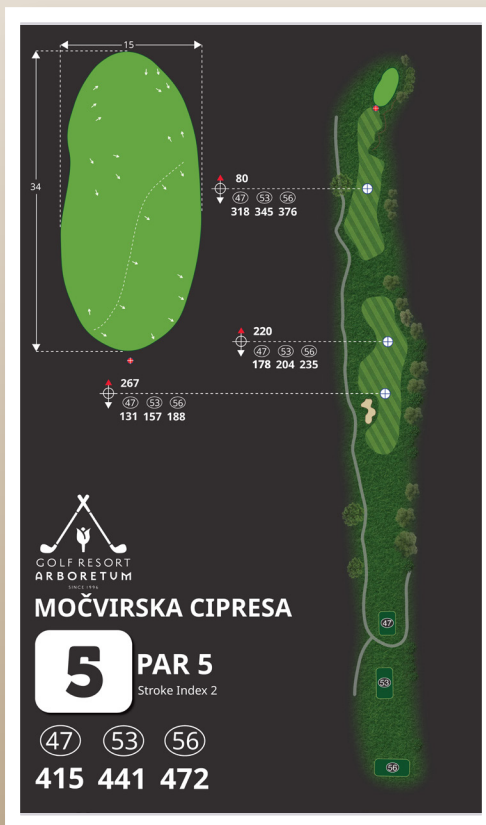 15
34
80
47 53 56
318 345 376
220
47 53 56
178 204 235
267
47 53 56
131 157 188
GOLF RESORT
ARBORETUM
SINCE 1996
MOČVIRSKA CIPRESA
5
PAR 5
Stroke Index 2
47 53 56
415 441 472
47
53
56